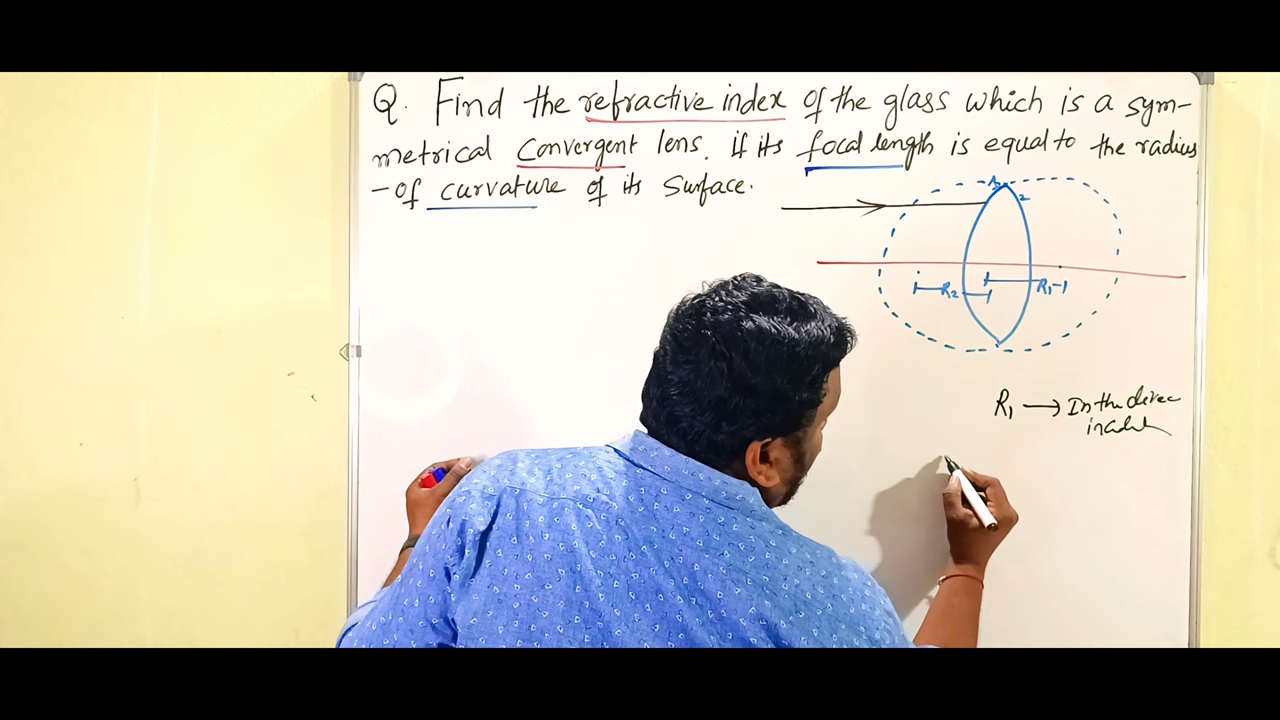 Q. Find the refractive index of the glass which is a sym-
metrical convergent lens. if its focal length is equal to the radius
-of curvature of its surface.
2
R2
R1
R1 → In the direc